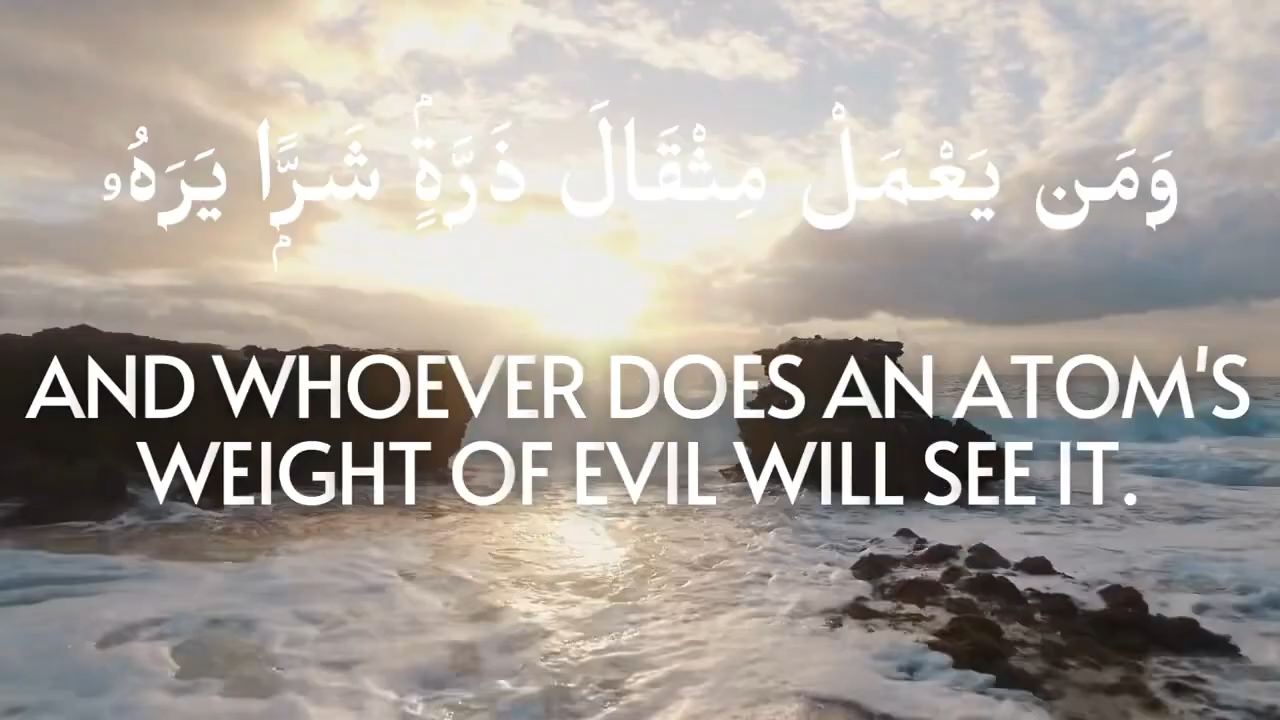 وَمَن يَعْمَلْ مِثْقَالَ ذَرَّةٍۢ شَرًّۭا يَرَهُۥ
AND WHOEVER DOES AN ATOM'S
WEIGHT OF EVIL WILL SEE IT.